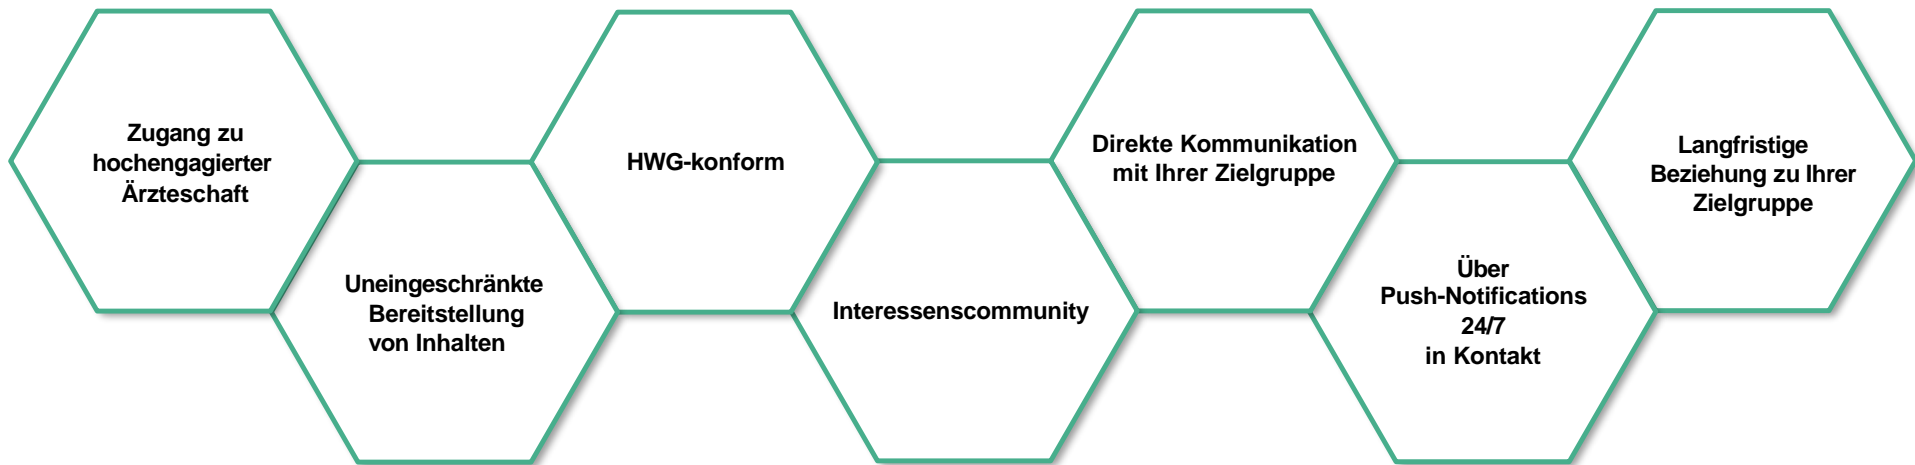 Zugang zu
hochengagierter
Ärzteschaft
Uneingeschränkte
Bereitstellung
von Inhalten
HWG-konform
Interessenscommunity
Direkte Kommunikation
mit Ihrer Zielgruppe
Über
Push-Notifications
24/7
in Kontakt
Langfristige
Beziehung zu Ihrer
Zielgruppe